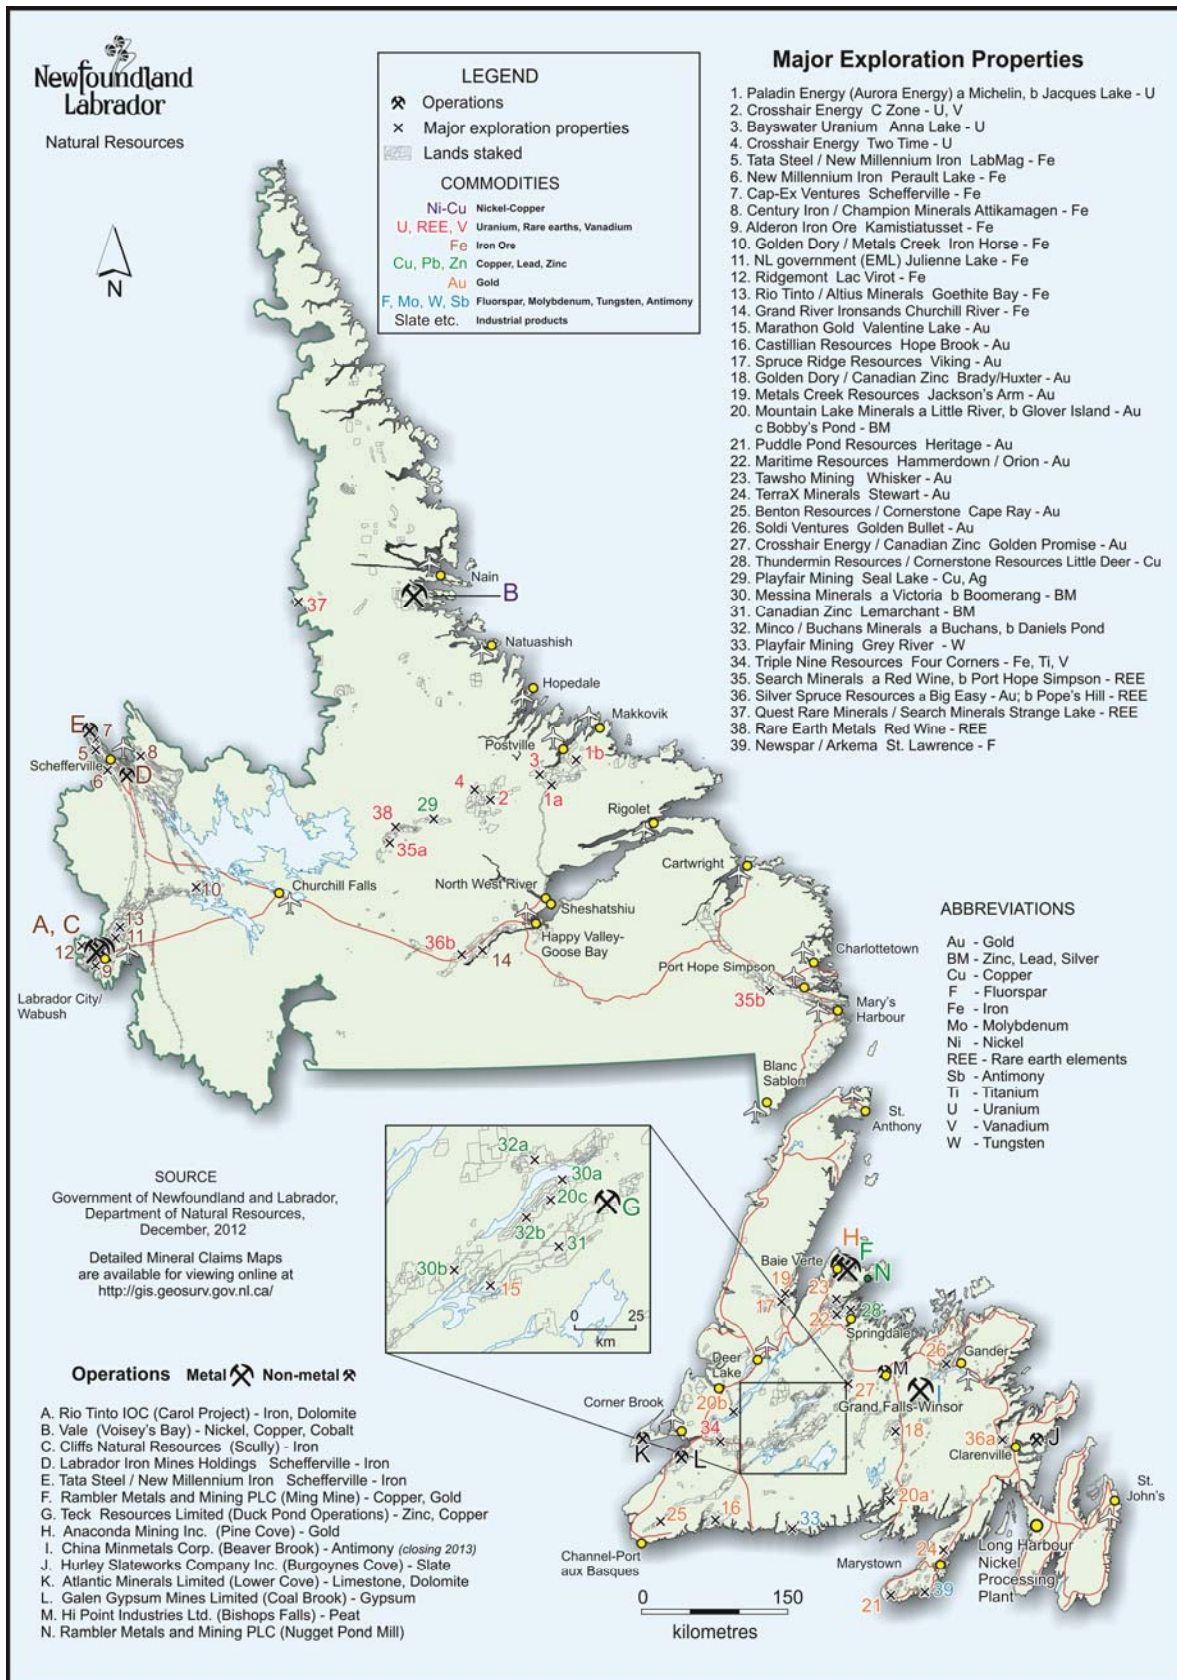 Newfoundland
Labrador
Natural Resources
N
LEGEND
Operations
Major exploration properties
Lands staked
COMMODITIES
Ni-Cu Nickel-Copper
U, REE, V Uranium, Rare earths, Vanadium
Fe Iron Ore
Cu, Pb, Zn Copper, Lead, Zinc
Au Gold
F, Mo, W, Sb Fluorspar, Molybdenum, Tungsten, Antimony
Slate etc. Industrial products
Major Exploration Properties
1. Paladin Energy (Aurora Energy) a Michelin, b Jacques Lake - U
2. Crosshair Energy C Zone - U, V
3. Bayswater Uranium Anna Lake - U
4. Crosshair Energy Two Time - U
5. Tata Steel / New Millennium Iron LabMag - Fe
6. New Millennium Iron Perault Lake - Fe
7. Cap-Ex Ventures Schefferville - Fe
8. Century Iron / Champion Minerals Attikamagen - Fe
9. Alderon Iron Ore Kamistiatusset - Fe
10. Golden Dory / Metals Creek Iron Horse - Fe
11. NL government (EML) Julienne Lake - Fe
12. Ridgemont Lac Virot - Fe
13. Rio Tinto / Altius Minerals Goethite Bay - Fe
14. Grand River Ironsands Churchill River - Fe
15. Marathon Gold Valentine Lake - Au
16. Castillian Resources Hope Brook - Au
17. Spruce Ridge Resources Viking - Au
18. Golden Dory / Canadian Zinc Brady/Huxter - Au
19. Metals Creek Resources Jackson's Arm - Au
20. Mountain Lake Minerals a Little River, b Glover Island - Au
c Bobby's Pond - BM
21. Puddle Pond Resources Heritage - Au
22. Maritime Resources Hammerdown / Orion - Au
23. Tawsho Mining Whisker - Au
24. TerraX Minerals Stewart - Au
25. Benton Resources / Cornerstone Cape Ray - Au
26. Soldi Ventures Golden Bullet - Au
27. Crosshair Energy / Canadian Zinc Golden Promise - Au
28. Thundermin Resources / Cornerstone Resources Little Deer - Cu
29. Playfair Mining Seal Lake - Cu, Ag
30. Messina Minerals a Victoria b Boomerang - BM
31. Canadian Zinc Lemarchant - BM
32. Minco / Buchans Minerals a Buchans, b Daniels Pond
33. Playfair Mining Grey River - W
34. Triple Nine Resources Four Corners - Fe, Ti, V
35. Search Minerals a Red Wine, b Port Hope Simpson - REE
36. Silver Spruce Resources a Big Easy - Au; b Pope's Hill - REE
37. Quest Rare Minerals / Search Minerals Strange Lake - REE
38. Rare Earth Metals Red Wine - REE
39. Newspar / Arkema St. Lawrence - F
Nain
B
37
Natuashish
Hopedale
Makkovik
E
7
5
8
Schefferville
6
D
Postville
3
1b
4
2
1a
38
29
35a
Rigolet
Cartwright
10
Churchill Falls
North West River
Sheshatshiu
Happy Valley-
Goose Bay
A, C
13
11
12
9
Labrador City/
Wabush
36b
14
Port Hope Simpson
35b
Charlottetown
Mary's
Harbour
Blanc
Sablon
St.
Anthony
ABBREVIATIONS
Au - Gold
BM - Zinc, Lead, Silver
Cu - Copper
F - Fluorspar
Fe - Iron
Mo - Molybdenum
Ni - Nickel
REE - Rare earth elements
Sb - Antimony
Ti - Titanium
U - Uranium
V - Vanadium
W - Tungsten
SOURCE
Government of Newfoundland and Labrador,
Department of Natural Resources,
December, 2012
Detailed Mineral Claims Maps
are available for viewing online at
http://gis.geosurv.gov.nl.ca/
32a
30a
20c
G
32b
31
30b
15
0 25
km
H
F
Baie Verte
N
19
17
23
22
28
Springdale
Deer
Lake
26
Gander
M
27
I
Grand Falls-Winsor
Corner Brook
20b
34
K
L
18
36a
J
Clarenville
25
16
33
20a
St.
John's
Channel-Port
aux Basques
24
Marystown
21
39
Long Harbour
Nickel
Processing
Plant
0 150
kilometres
Operations Metal Non-metal
A. Rio Tinto IOC (Carol Project) - Iron, Dolomite
B. Vale (Voisey's Bay) - Nickel, Copper, Cobalt
C. Cliffs Natural Resources (Scully) - Iron
D. Labrador Iron Mines Holdings Schefferville - Iron
E. Tata Steel / New Millennium Iron Schefferville - Iron
F. Rambler Metals and Mining PLC (Ming Mine) - Copper, Gold
G. Teck Resources Limited (Duck Pond Operations) - Zinc, Copper
H. Anaconda Mining Inc. (Pine Cove) - Gold
I. China Minmetals Corp. (Beaver Brook) - Antimony (closing 2013)
J. Hurley Slateworks Company Inc. (Burgoynes Cove) - Slate
K. Atlantic Minerals Limited (Lower Cove) - Limestone, Dolomite
L. Galen Gypsum Mines Limited (Coal Brook) - Gypsum
M. Hi Point Industries Ltd. (Bishops Falls) - Peat
N. Rambler Metals and Mining PLC (Nugget Pond Mill)